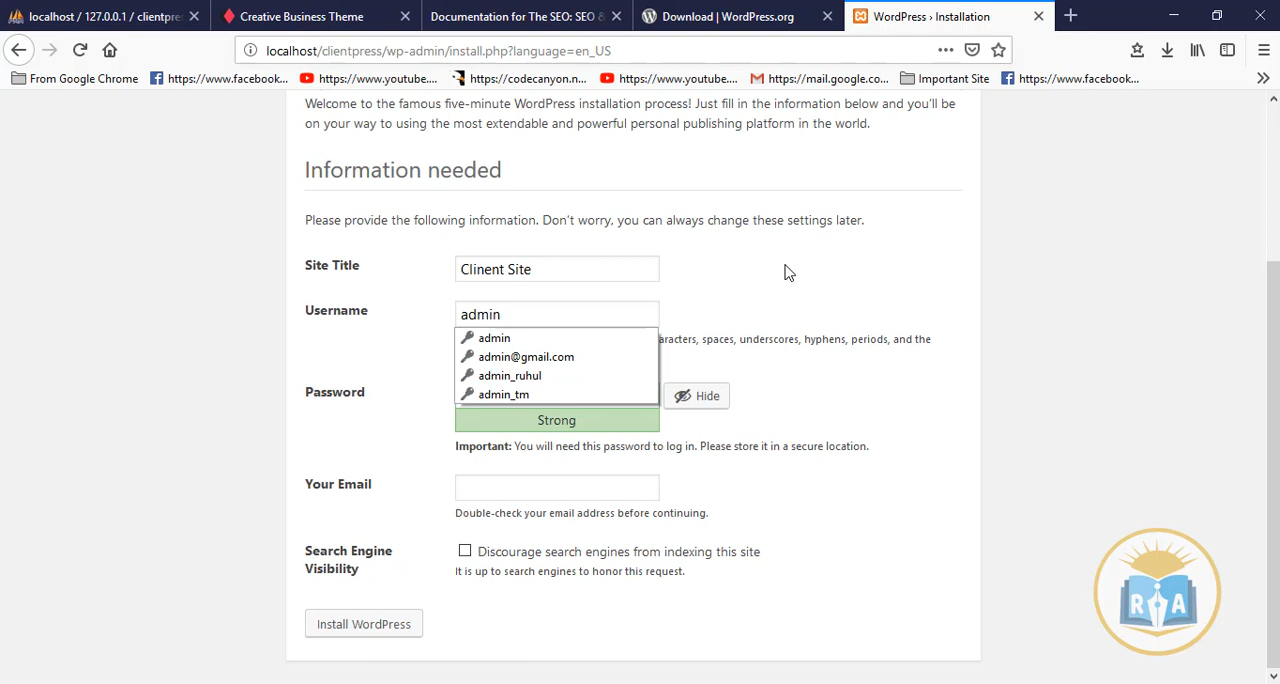 localhost / 127.0.0.1 / clientpres
Creative Business Theme
Documentation for The SEO: SEO &
Download | WordPress.org
WordPress › Installation
localhost/clientpress/wp-admin/install.php?language=en_US
From Google Chrome
https://www.facebook...
https://www.youtube....
https://codecanyon.n...
https://www.youtube....
https://mail.google.co...
Important Site
https://www.facebook...
Welcome to the famous five-minute WordPress installation process! Just fill in the information below and you'll be
on your way to using the most extendable and powerful personal publishing platform in the world.
Information needed
Please provide the following information. Don't worry, you can always change these settings later.
Site Title
Clinent Site
Username
admin
admin
aracters, spaces, underscores, hyphens, periods, and the
admin@gmail.com
admin_ruhul
admin_tm
Password
Hide
Strong
Important: You will need this password to log in. Please store it in a secure location.
Your Email
Double-check your email address before continuing.
Search Engine
Visibility
Discourage search engines from indexing this site
It is up to search engines to honor this request.
Install WordPress
R A